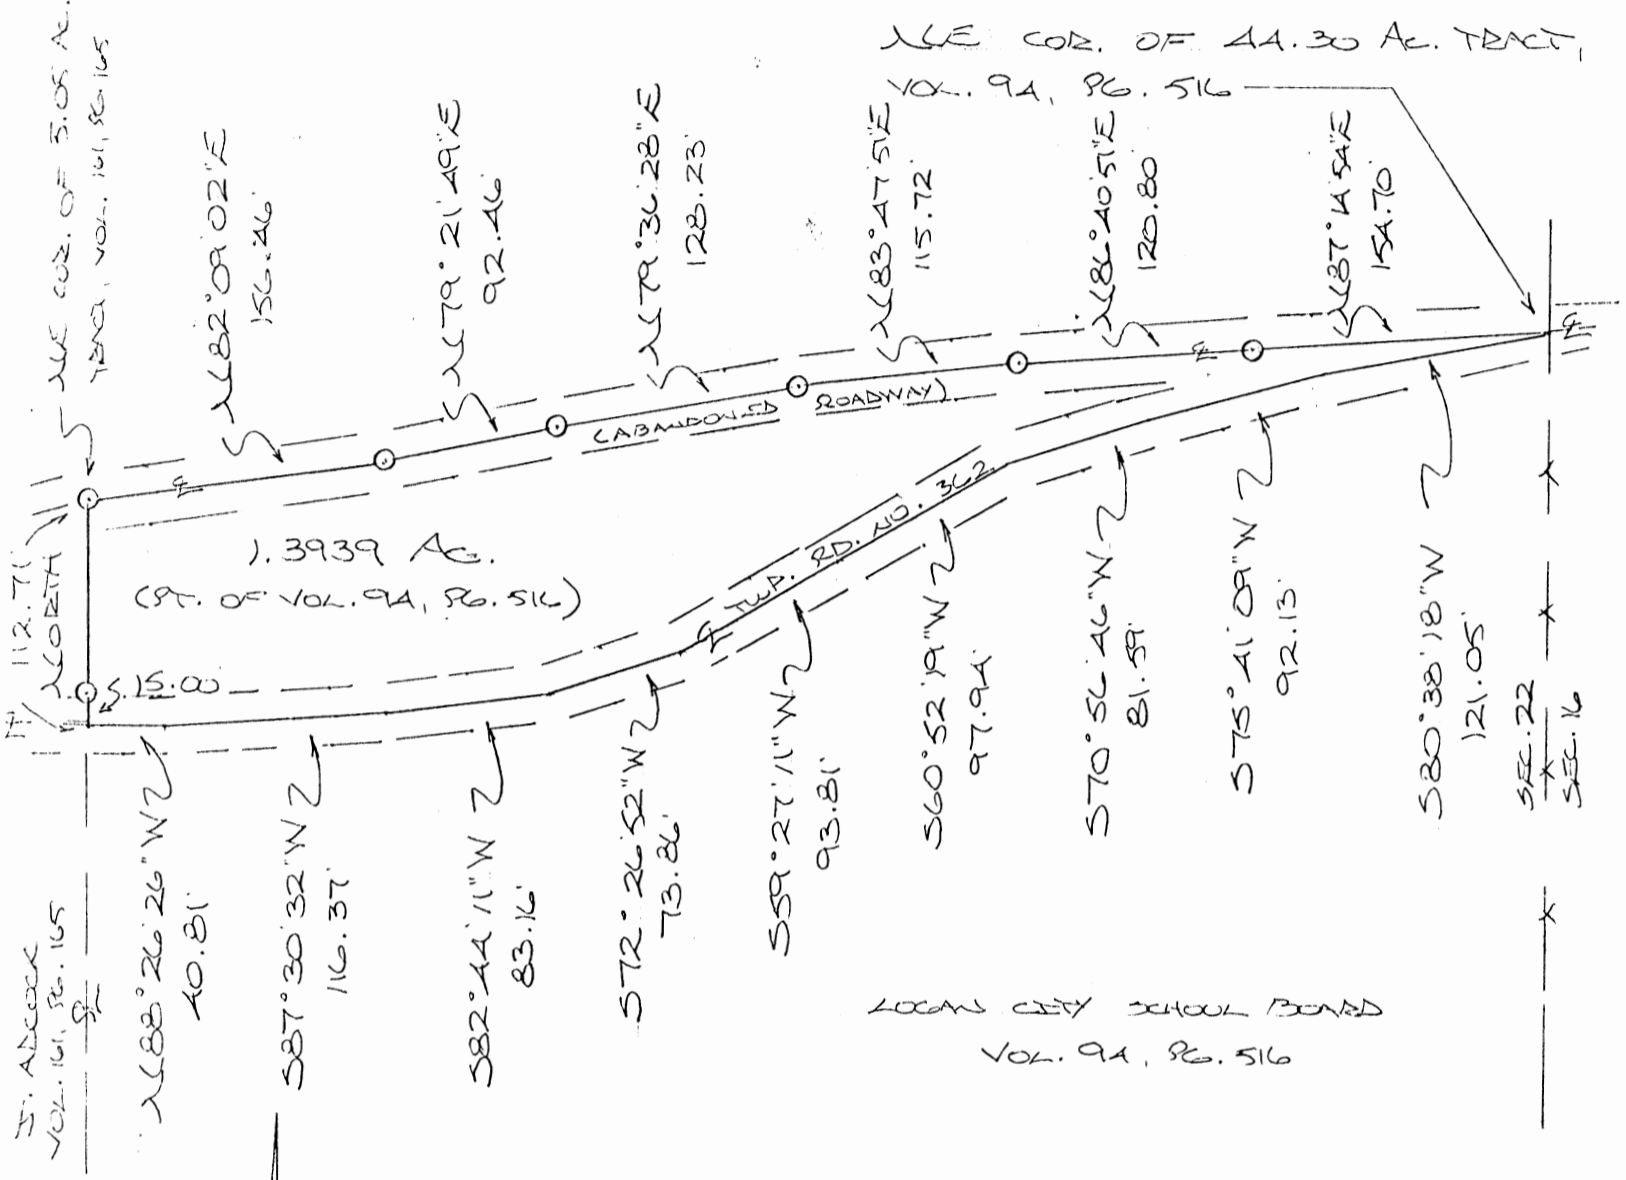 NE COR. OF 44.30 AC. TRACT,
VOL. 94, PG. 516
NE COR. OF 5.05 AC.
TRACT, VOL. 161, PG. 165
N82°09'02"E
156.46'
N79°21'49"E
92.46'
N79°36'28"E
128.23'
N83°47'51"E
115.72'
N86°40'51"E
120.80'
N87°14'54"E
154.70'
℄
℄
℄
(ABANDONED ROADWAY)
112.71'
NORTH
1.3939 AC.
(PT. OF VOL. 94, PG. 516)
15.00
℄ TWP. RD. NO. 362
N88°26'26"W
40.81'
S87°30'32"W
116.37'
S82°44'11"W
83.16'
S72°26'52"W
73.86'
S59°27'11"W
93.81'
S60°52'19"W
97.94'
S70°56'46"W
81.59'
S75°41'09"W
92.13'
S80°38'18"W
121.05'
SEC. 22
SEC. 16
J. ADCOCK
VOL. 161, PG. 165
LOGAN CITY SCHOOL BOARD
VOL. 94, PG. 516